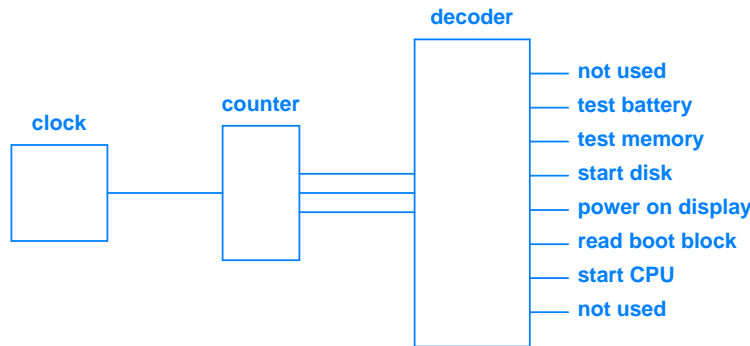 decoder
not used
counter
test battery
clock
test memory
start disk
power on display
read boot block
start CPU
not used